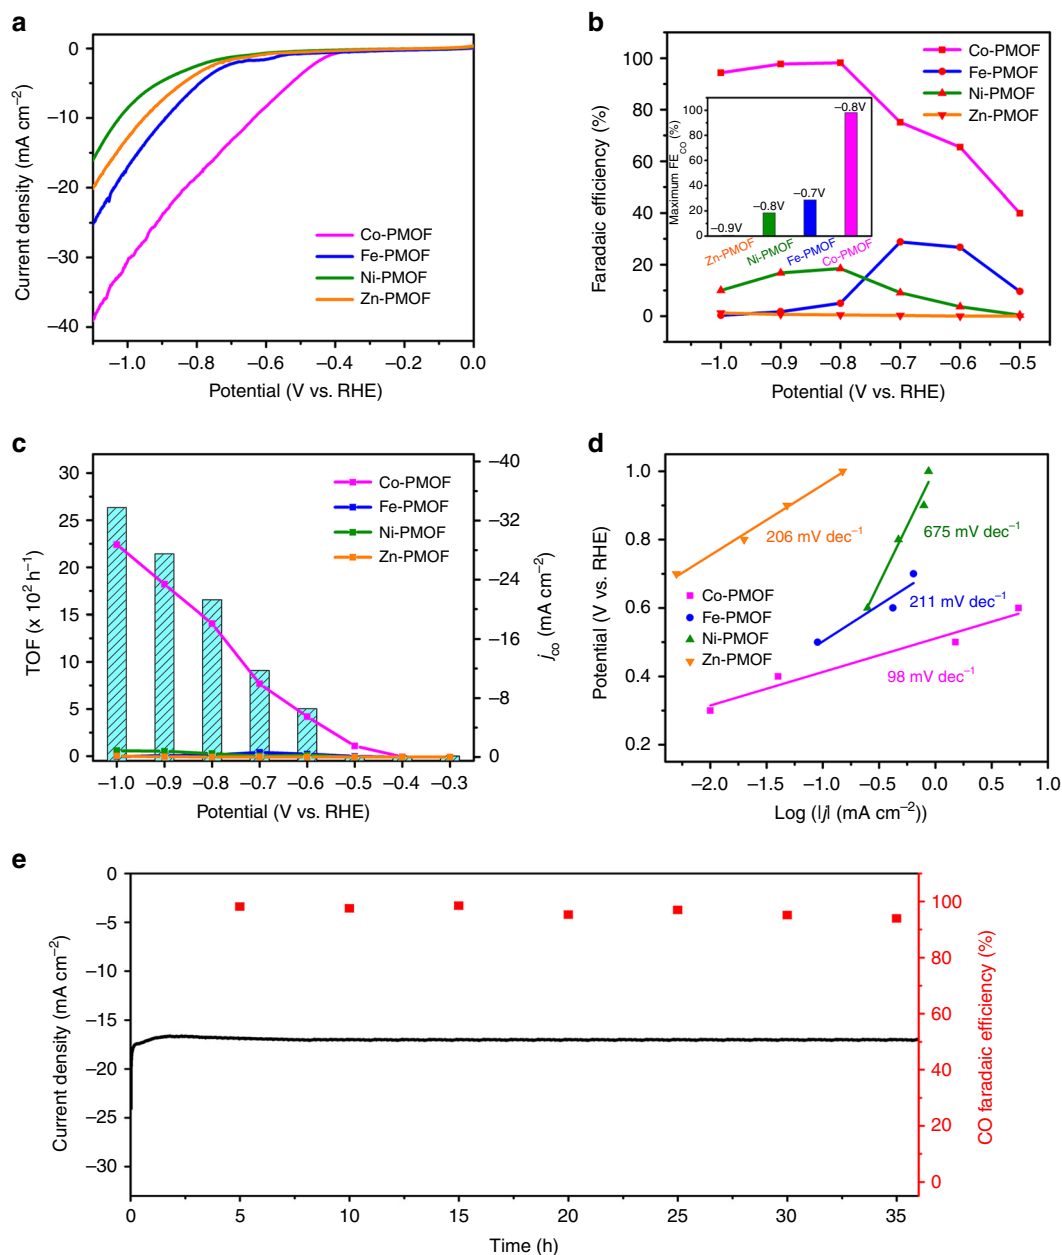 a
0
−10
−20
−30
−40
Current density (mA cm−2)
Co-PMOF
Fe-PMOF
Ni-PMOF
Zn-PMOF
−1.0
−0.8
−0.6
−0.4
−0.2
0.0
Potential (V vs. RHE)
b
100
80
60
40
20
0
Faradaic efficiency (%)
Co-PMOF
Fe-PMOF
Ni-PMOF
Zn-PMOF
100
80
60
40
20
0
Maximum FECO (%)
−0.9V
−0.8V
−0.7V
−0.8V
Zn-PMOF
Ni-PMOF
Fe-PMOF
Co-PMOF
−1.0
−0.9
−0.8
−0.7
−0.6
−0.5
Potential (V vs. RHE)
c
30
25
20
15
10
5
0
TOF (x 10² h−1)
Co-PMOF
Fe-PMOF
Ni-PMOF
Zn-PMOF
−40
−32
−24
−16
−8
0
jco (mA cm−2)
−1.0
−0.9
−0.8
−0.7
−0.6
−0.5
−0.4
−0.3
Potential (V vs. RHE)
d
1.0
0.8
0.6
0.4
0.2
Potential (V vs. RHE)
206 mV dec−1
675 mV dec−1
211 mV dec−1
98 mV dec−1
Co-PMOF
Fe-PMOF
Ni-PMOF
Zn-PMOF
−2.0
−1.5
−1.0
−0.5
0.0
0.5
1.0
Log (|j| (mA cm−2))
e
0
−5
−10
−15
−20
−25
−30
Current density (mA cm−2)
100
80
60
40
20
0
CO faradaic efficiency (%)
0
5
10
15
20
25
30
35
Time (h)